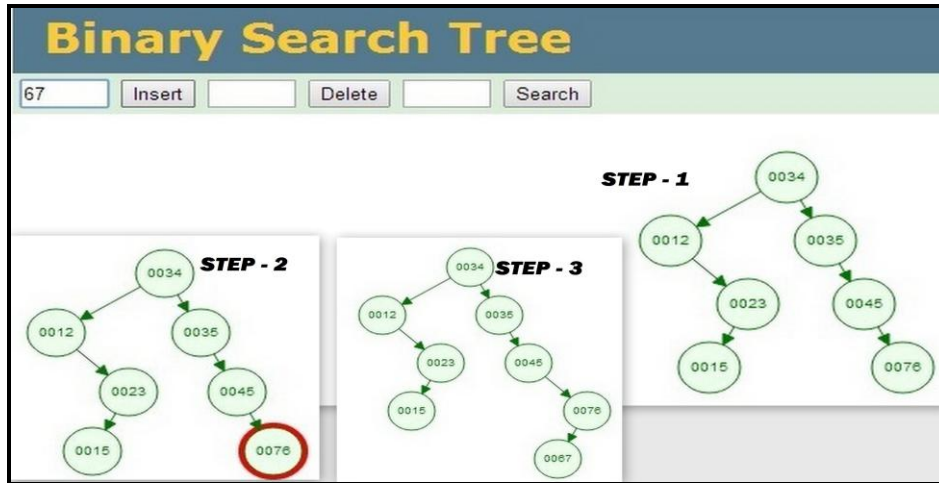 Binary Search Tree
67 Insert Delete Search
STEP - 1
0034
0012 0035
0023 0045
0015 0076
STEP - 2
0034
0012 0035
0023 0045
0015 0076
STEP - 3
0034
0012 0035
0023 0045
0015 0076
0067